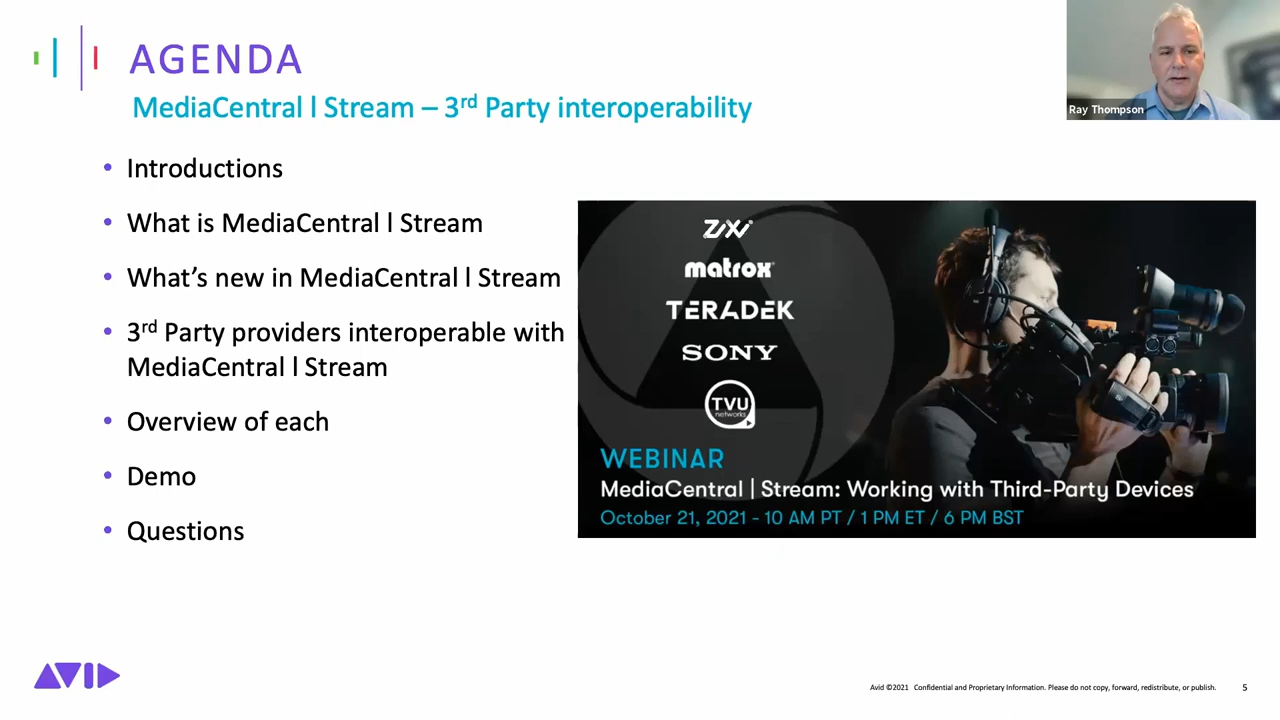 AGENDA
MediaCentral l Stream – 3rd Party interoperability
Ray Thompson
• Introductions
• What is MediaCentral l Stream
• What’s new in MediaCentral l Stream
• 3rd Party providers interoperable with
MediaCentral l Stream
• Overview of each
• Demo
• Questions
ZiXi
matrox
TERADEK
SONY
TVU
networks
WEBINAR
MediaCentral | Stream: Working with Third-Party Devices
October 21, 2021 - 10 AM PT / 1 PM ET / 6 PM BST
AVID
Avid ©2021 Confidential and Proprietary Information. Please do not copy, forward, redistribute, or publish.
5